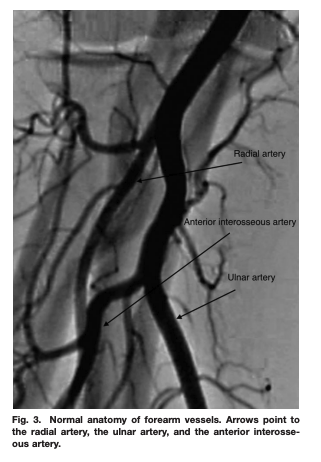 Radial artery
Anterior interosseous artery
Ulnar artery
Fig. 3. Normal anatomy of forearm vessels. Arrows point to
the radial artery, the ulnar artery, and the anterior interosse-
ous artery.